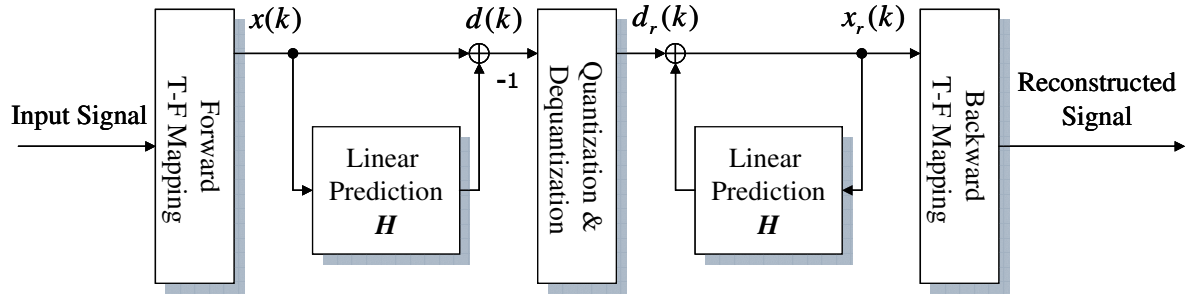 x(k)
d(k)
d_r(k)
x_r(k)
-1
Input Signal
Forward
T-F Mapping
Linear
Prediction
H
Quantization &
Dequantization
Linear
Prediction
H
Backward
T-F Mapping
Reconstructed
Signal